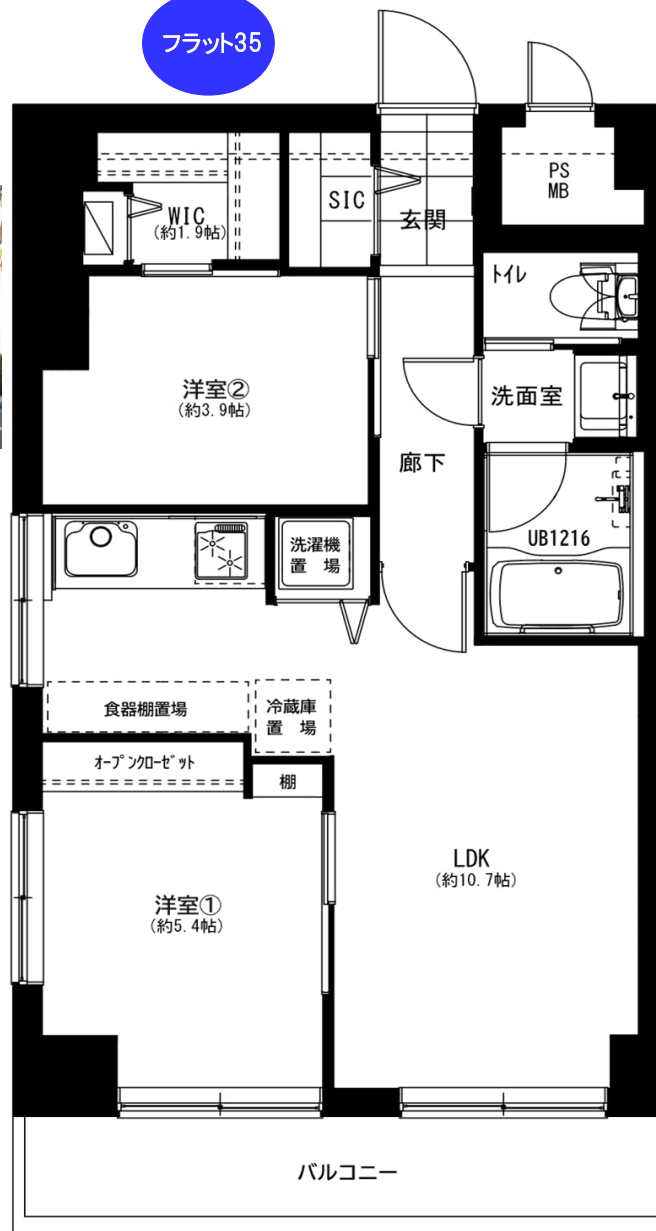 フラット35
PS
MB
SIC
WIC
(約1.9帖)
玄関
トイレ
洗面室
洋室②
(約3.9帖)
廊下
UB1216
洗濯機
置 場
食器棚置場
冷蔵庫
置 場
オープンクローゼット
棚
LDK
(約10.7帖)
洋室①
(約5.4帖)
バルコニー